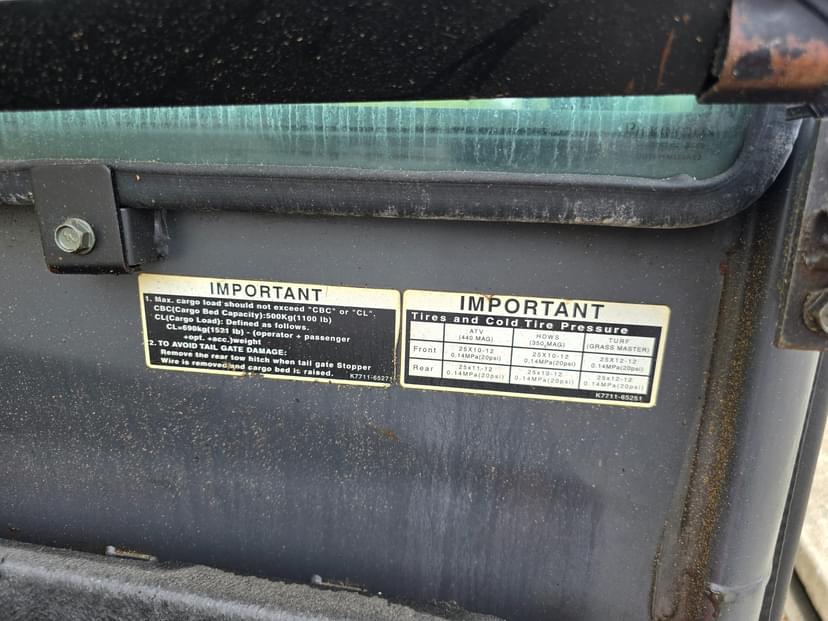 IMPORTANT
1. Max. cargo load should not exceed "CBC" or "CL".
CBC(Cargo Bed Capacity):500Kg(1100 lb)
CL(Cargo Load): Defined as follows.
CL=690kg(1521 lb) - (operator + passenger
+opt. +acc.)weight
2. TO AVOID TAIL GATE DAMAGE:
Remove the rear tow hitch when tail gate Stopper
Wire is removed and cargo bed is raised.
K7711-65271
IMPORTANT
Tires and Cold Tire Pressure
ATV (440 MAG) HDWS (350 MAG) TURF (GRASS MASTER)
Front 25X10-12 0.14MPa(20psi) 25X10-12 0.14MPa(20psi) 25X12-12 0.14MPa(20psi)
Rear 25x11-12 0.14MPa(20psi) 25x10-12 0.14MPa(20psi) 25x12-12 0.14MPa(20psi)
K7711-65251